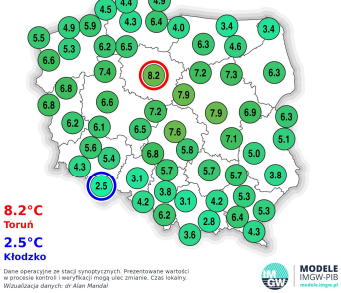 4.5 4.4 4.9
4.9 5.9 4.3 6.4 4.0 3.4 3.4
5.5 5.3 6.2 6.5 6.3 4.6
6.6 7.4 8.2 7.2 7.3 6.3
6.8 7.9
6.8 6.6 7.2 7.9 6.9 6.3
6.2 6.1 6.5 7.6 7.1 5.1
5.6 5.4 6.8 5.8 5.0
4.3 2.5 3.1 5.7 5.7 5.7 3.8
3.8 3.1 4.2 5.3
4.2 6.2 2.8 6.4 5.3
3.6 4.3
8.2°C
Toruń
2.5°C
Kłodzko
Dane operacyjne ze stacji synoptycznych. Prezentowane wartości
w procesie kontroli i weryfikacji mogą ulec zmianie. Czas lokalny.
Wizualizacja danych: dr Alan Mandal
IM
GW
MODELE
IMGW-PIB
modele.imgw.pl